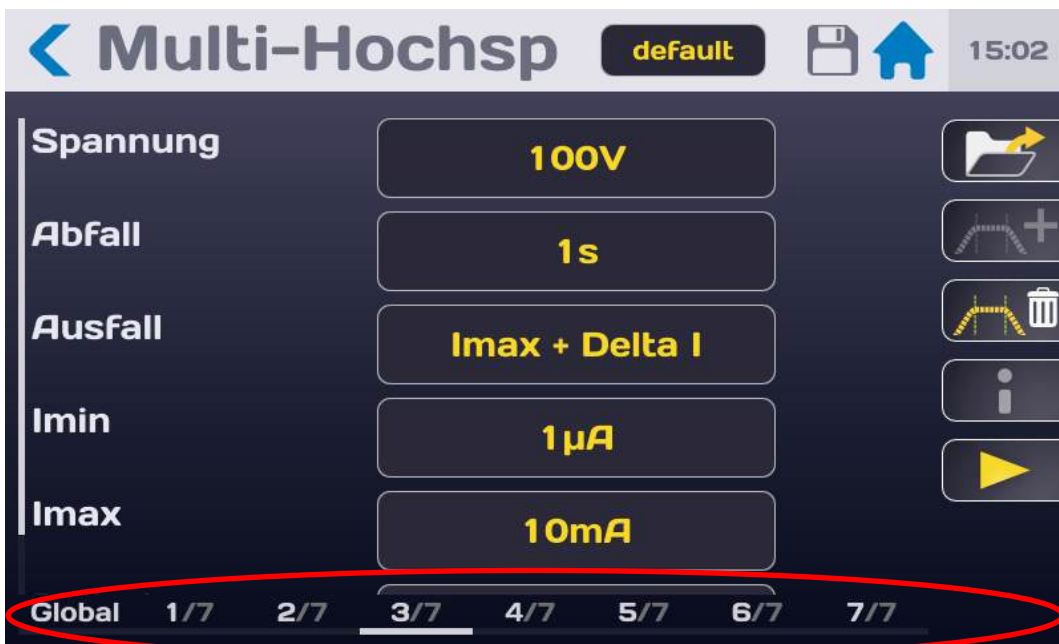 Multi-Hochsp default 15:02
Spannung 100V
Abfall 1s
Ausfall Imax + Delta I
Imin 1µA
Imax 10mA
Global 1/7 2/7 3/7 4/7 5/7 6/7 7/7